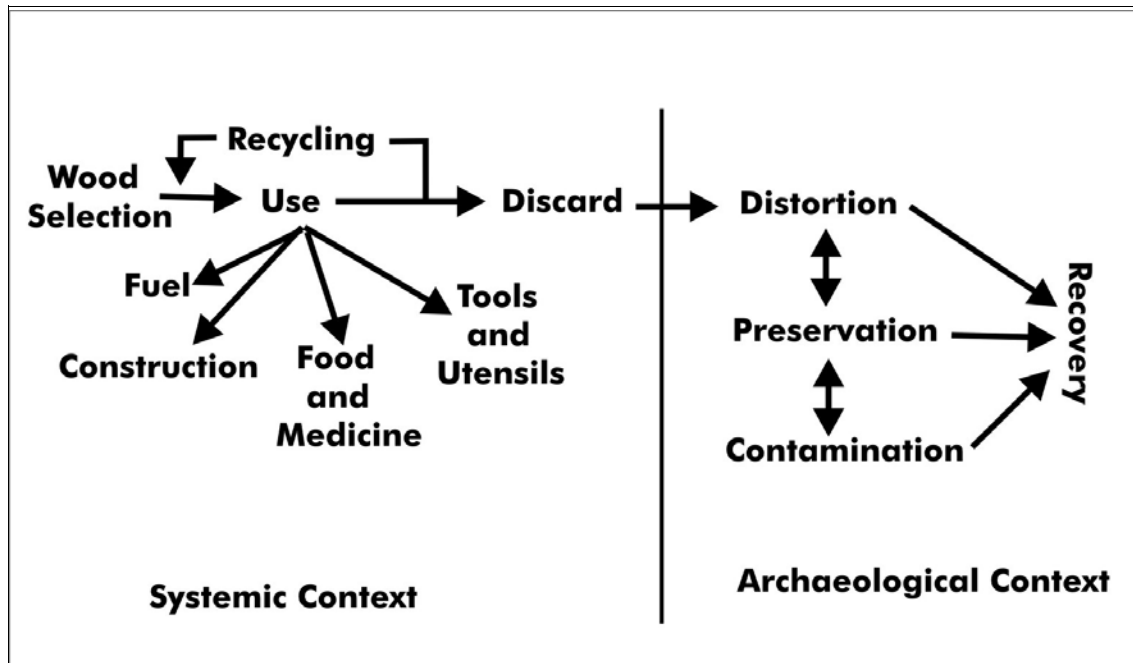 Recycling
Wood
Selection
Use
Discard
Fuel
Construction
Food
and
Medicine
Tools
and
Utensils
Systemic Context
Distortion
Preservation
Contamination
Recovery
Archaeological Context